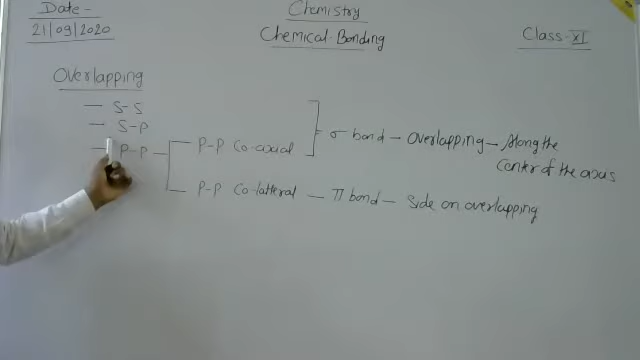 Date-
21/09/2020
Chemistry
Chemical Bonding
Class-XI
Overlapping
— S-S
— S-P
— P-P
P-P Co-axial
σ bond - Overlapping - Along the
center of the axis
P-P Co-lateral - π bond - Side on overlapping